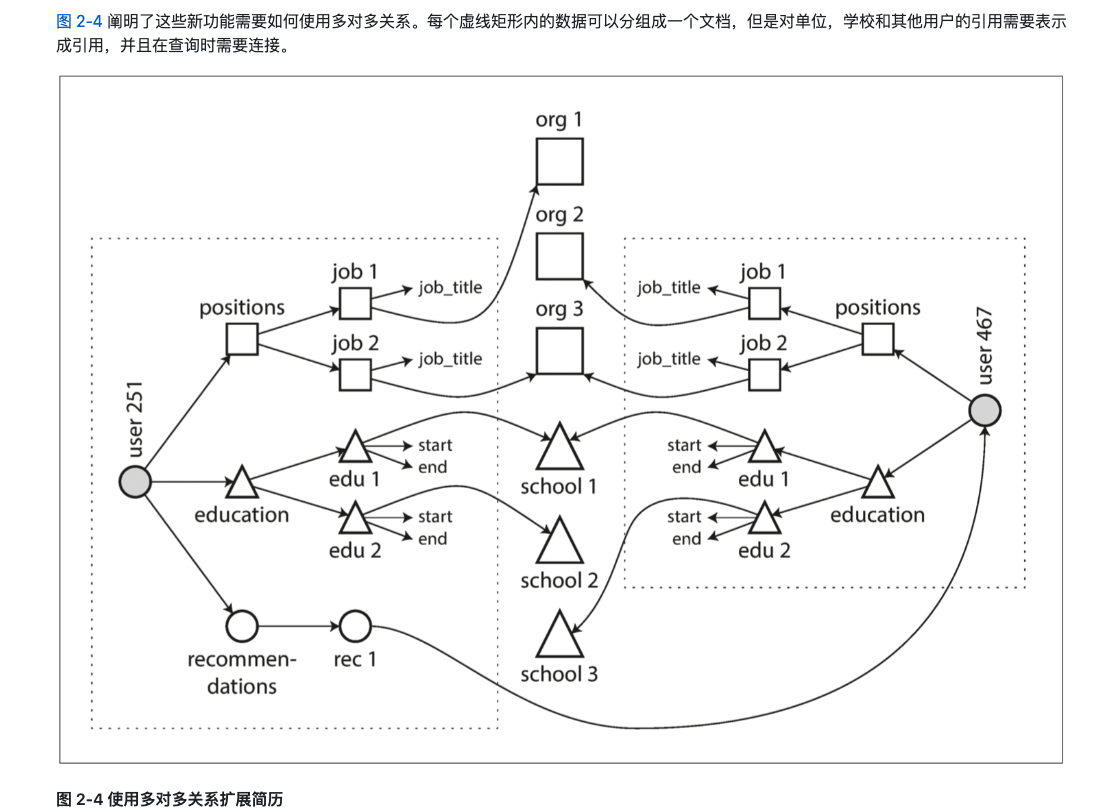 图 2-4 阐明了这些新功能需要如何使用多对多关系。每个虚线矩形内的数据可以分组成一个文档，但是对单位，学校和其他用户的引用需要表示
成引用，并且在查询时需要连接。
org 1
org 2
org 3
user 251
positions
job 1
job_title
job 2
job_title
education
edu 1
start
end
edu 2
start
end
recommen-
dations
rec 1
school 1
school 2
school 3
job 1
job_title
job 2
job_title
positions
user 467
start
end
edu 1
start
end
edu 2
education
图 2-4 使用多对多关系扩展简历